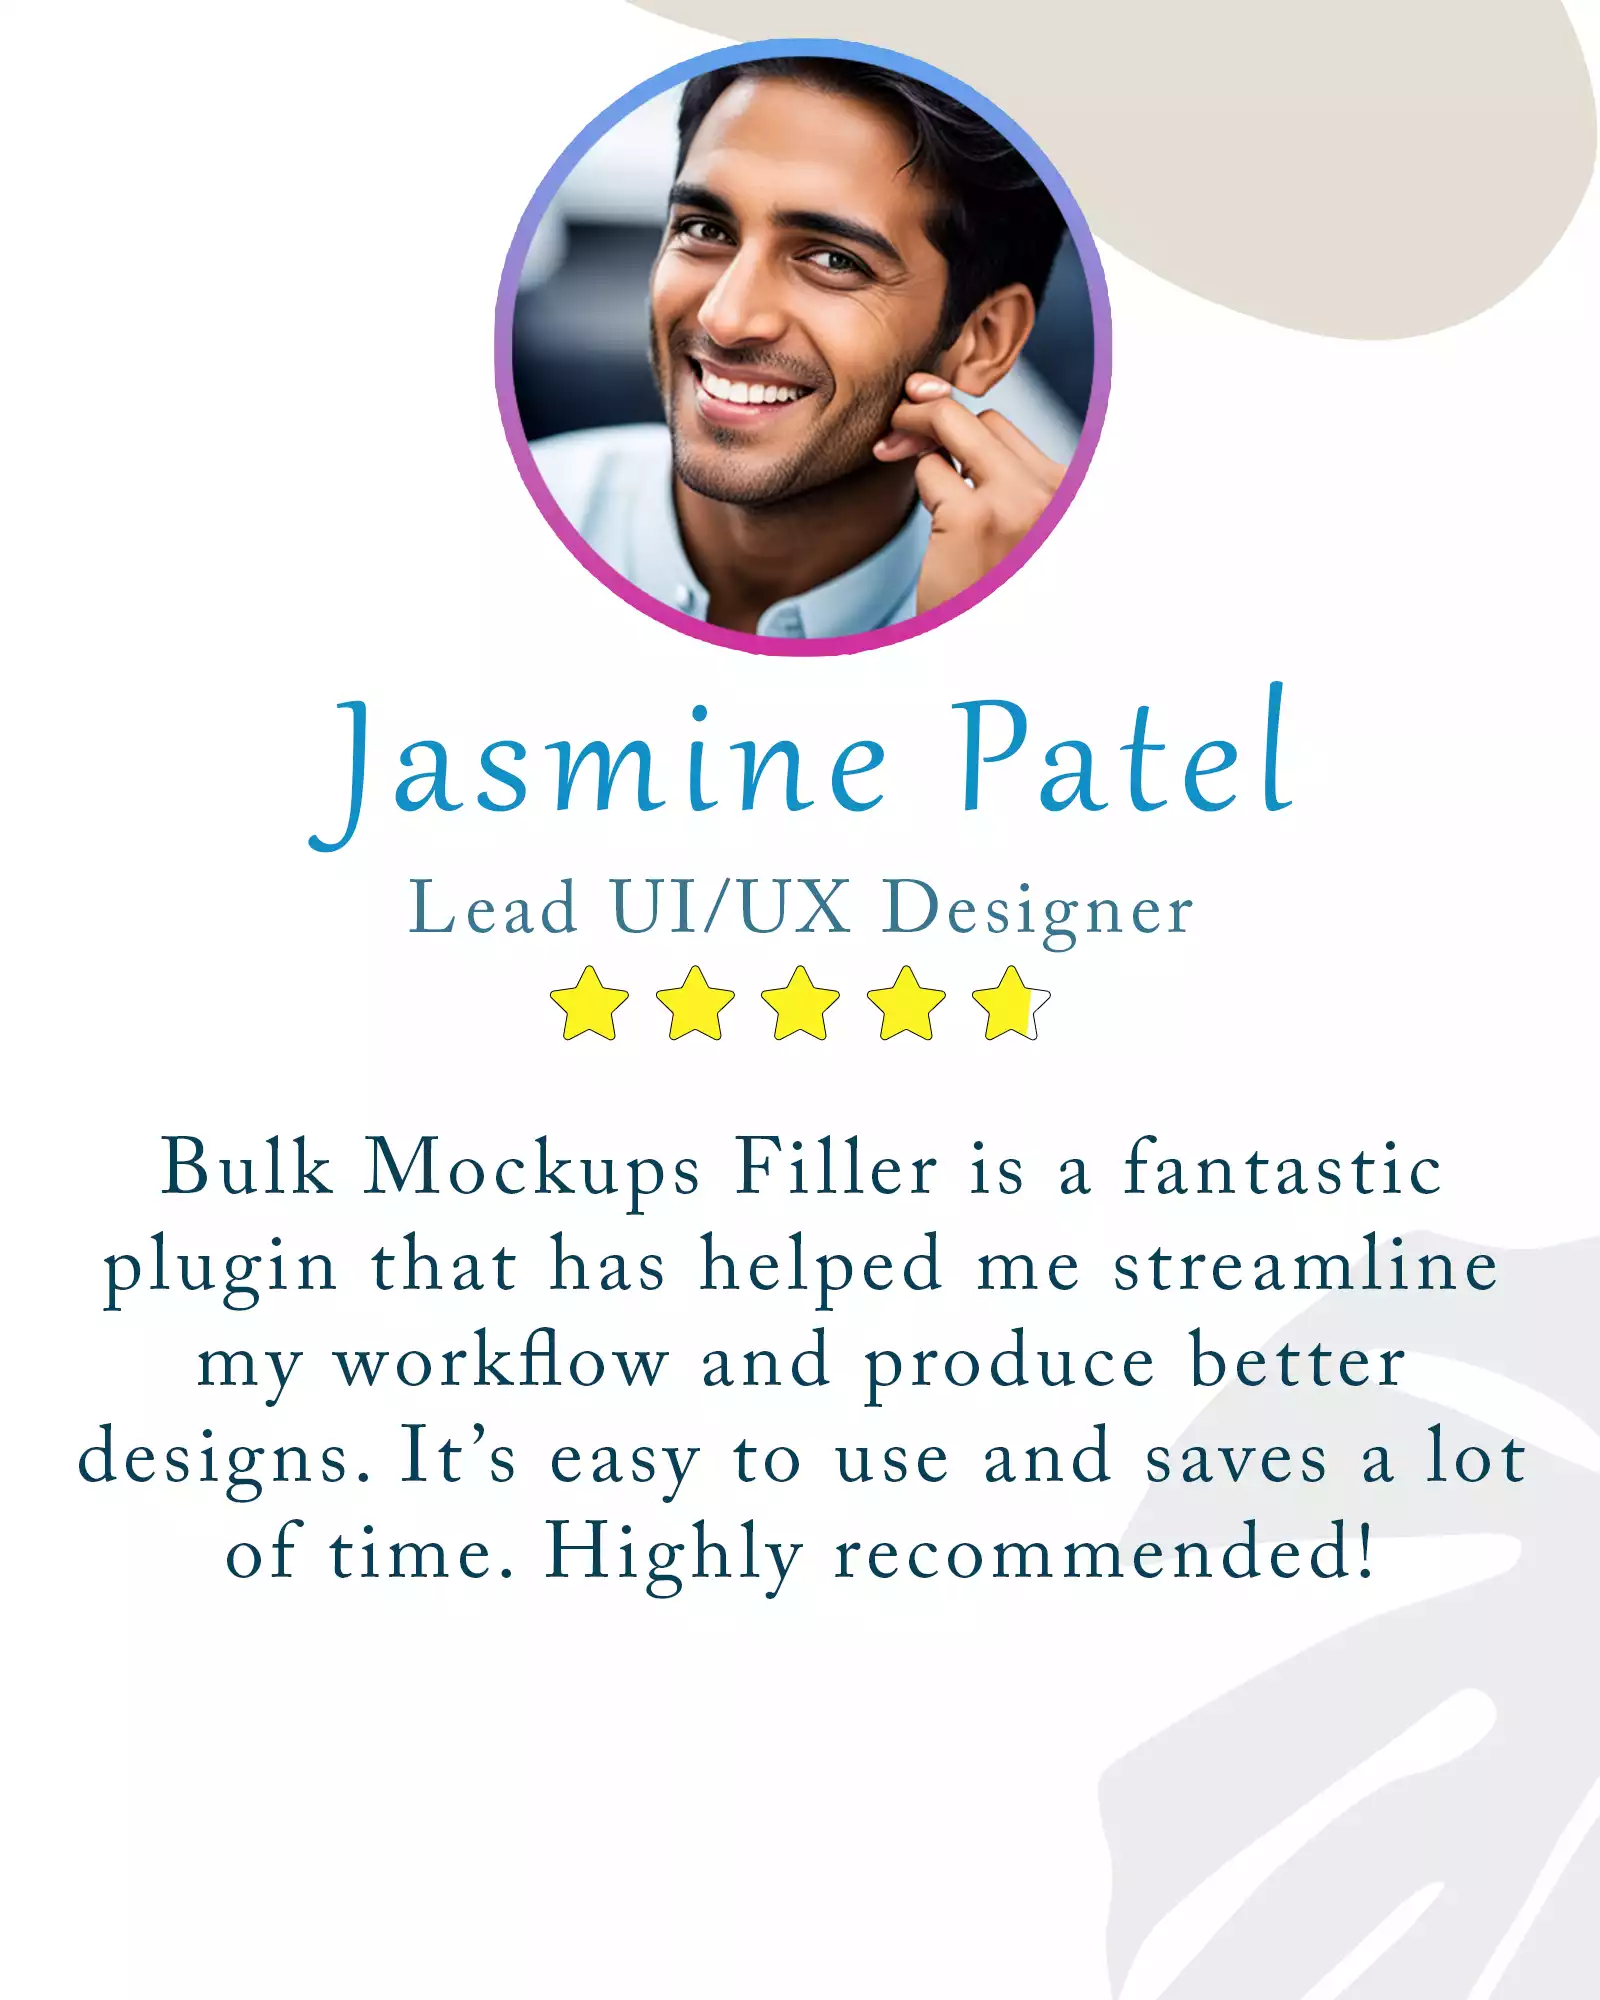 Jasmine Patel
Lead UI/UX Designer
Bulk Mockups Filler is a fantastic
plugin that has helped me streamline
my workflow and produce better
designs. It’s easy to use and saves a lot
of time. Highly recommended!